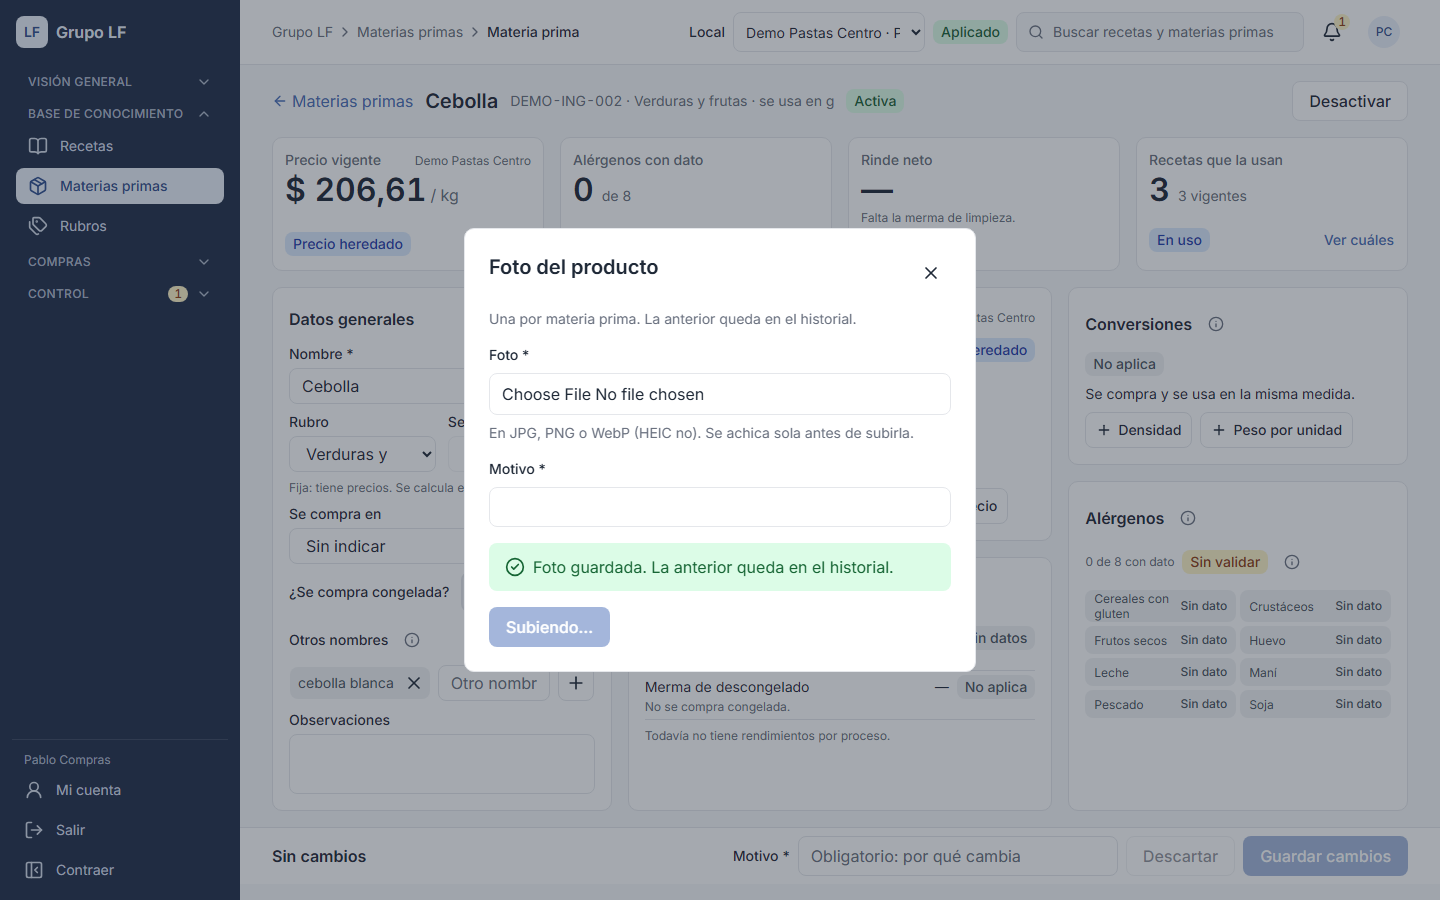 LF Grupo LF
VISIÓN GENERAL
BASE DE CONOCIMIENTO
Recetas
Materias primas
Rubros
COMPRAS
CONTROL 1
Pablo Compras
Mi cuenta
Salir
Contraer
Grupo LF > Materias primas > Materia prima
Local Demo Pastas Centro · F Aplicado Buscar recetas y materias primas 1 PC
← Materias primas Cebolla DEMO-ING-002 · Verduras y frutas · se usa en g Activa Desactivar
Precio vigente Demo Pastas Centro
$ 206,61 / kg
Precio heredado
Alérgenos con dato
0 de 8
Rinde neto
—
Falta la merma de limpieza.
Recetas que la usan
3 3 vigentes
En uso Ver cuáles
Datos generales
Nombre *
Cebolla
Rubro Se
Verduras y
Fija: tiene precios. Se calcula e
Se compra en
Sin indicar
¿Se compra congelada?
Otros nombres
cebolla blanca Otro nombr
Observaciones
Foto del producto
Una por materia prima. La anterior queda en el historial.
Foto *
Choose File No file chosen
En JPG, PNG o WebP (HEIC no). Se achica sola antes de subirla.
Motivo *
Foto guardada. La anterior queda en el historial.
Subiendo...
tas Centro
eredado
cio
in datos
Merma de descongelado — No aplica
No se compra congelada.
Todavía no tiene rendimientos por proceso.
Conversiones
No aplica
Se compra y se usa en la misma medida.
+ Densidad + Peso por unidad
Alérgenos
0 de 8 con dato Sin validar
Cereales con gluten Sin dato Crustáceos Sin dato
Frutos secos Sin dato Huevo Sin dato
Leche Sin dato Maní Sin dato
Pescado Sin dato Soja Sin dato
Sin cambios Motivo * Obligatorio: por qué cambia Descartar Guardar cambios